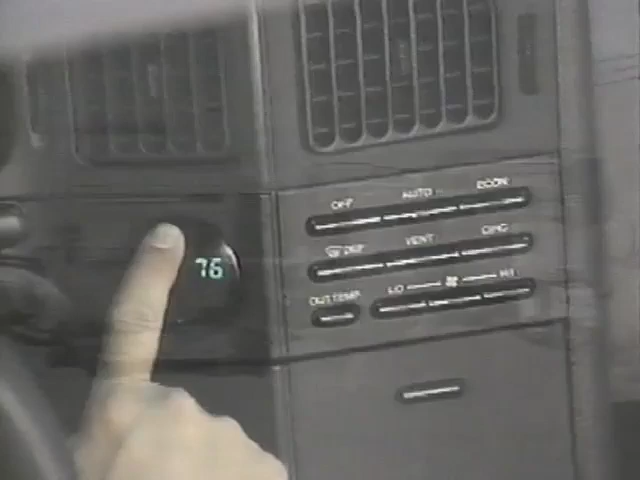 OFF AUTO ECON
76
DEF VENT CIRC
OUT TEMP LO HI